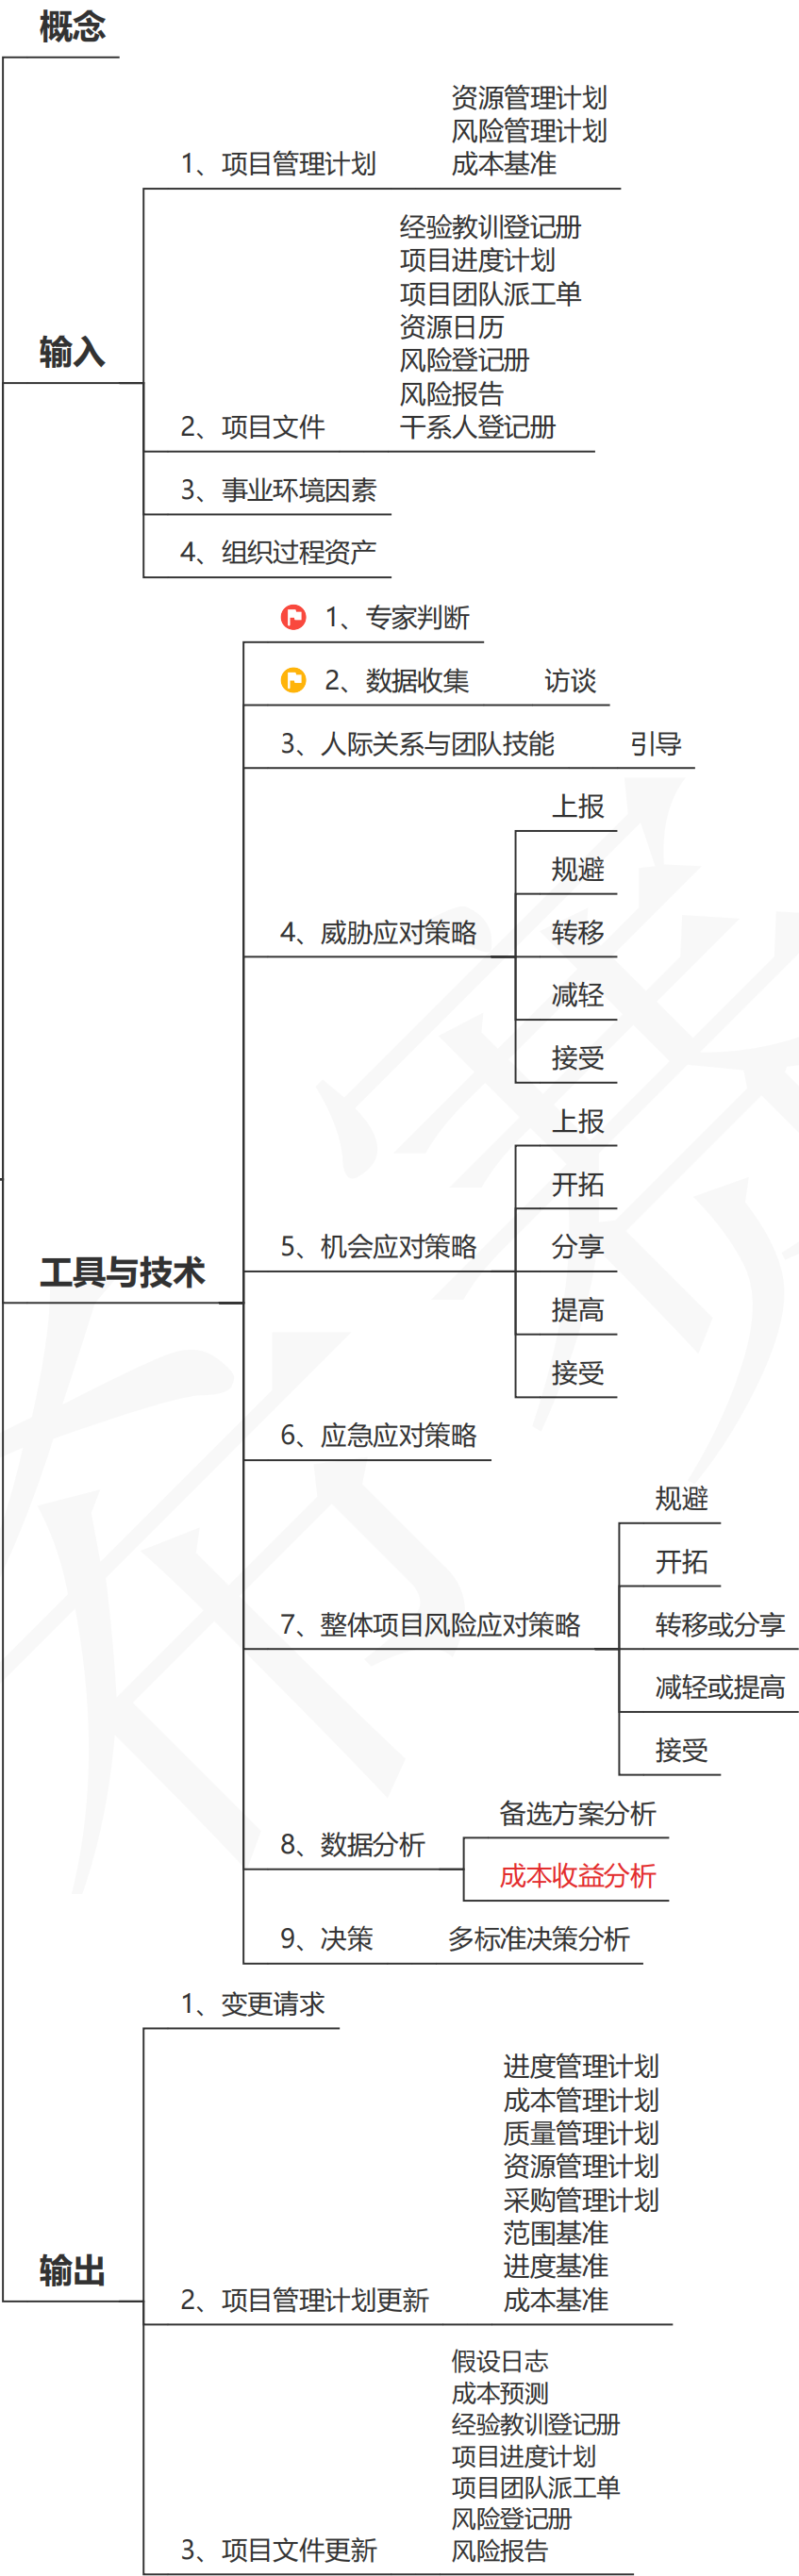 概念
资源管理计划
风险管理计划
1、项目管理计划 成本基准
经验教训登记册
项目进度计划
项目团队派工单
资源日历
风险登记册
风险报告
输入
2、项目文件 干系人登记册
3、事业环境因素
4、组织过程资产
1、专家判断
2、数据收集 访谈
3、人际关系与团队技能 引导
上报
规避
4、威胁应对策略 转移
减轻
接受
上报
开拓
5、机会应对策略 分享
提高
接受
工具与技术
6、应急应对策略
规避
开拓
7、整体项目风险应对策略 转移或分享
减轻或提高
接受
备选方案分析
8、数据分析
成本收益分析
9、决策 多标准决策分析
1、变更请求
进度管理计划
成本管理计划
质量管理计划
资源管理计划
采购管理计划
范围基准
进度基准
输出
2、项目管理计划更新 成本基准
假设日志
成本预测
经验教训登记册
项目进度计划
项目团队派工单
风险登记册
3、项目文件更新 风险报告